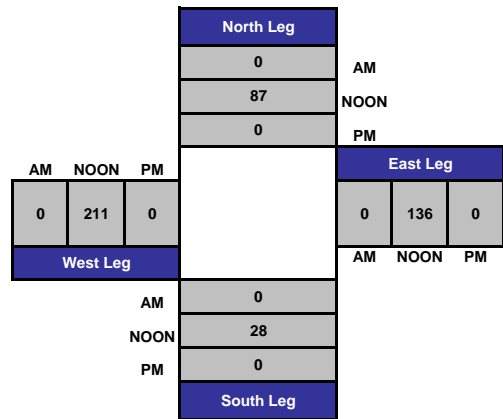 North Leg
0 AM
87 NOON
0 PM
East Leg
AM NOON PM
0 211 0
0 136 0
West Leg
AM NOON PM
AM 0
NOON 28
PM 0
South Leg